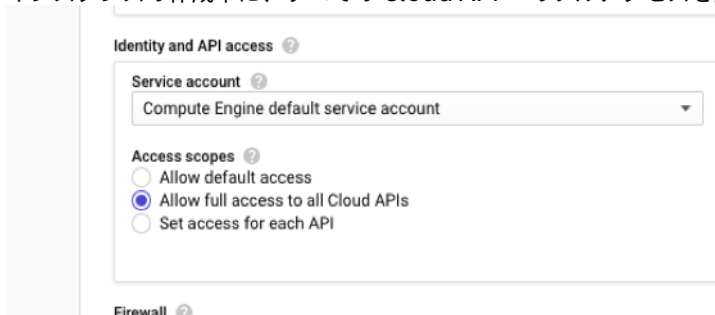 Identity and API access
Service account
Compute Engine default service account
Access scopes
Allow default access
Allow full access to all Cloud APIs
Set access for each API
Firewall